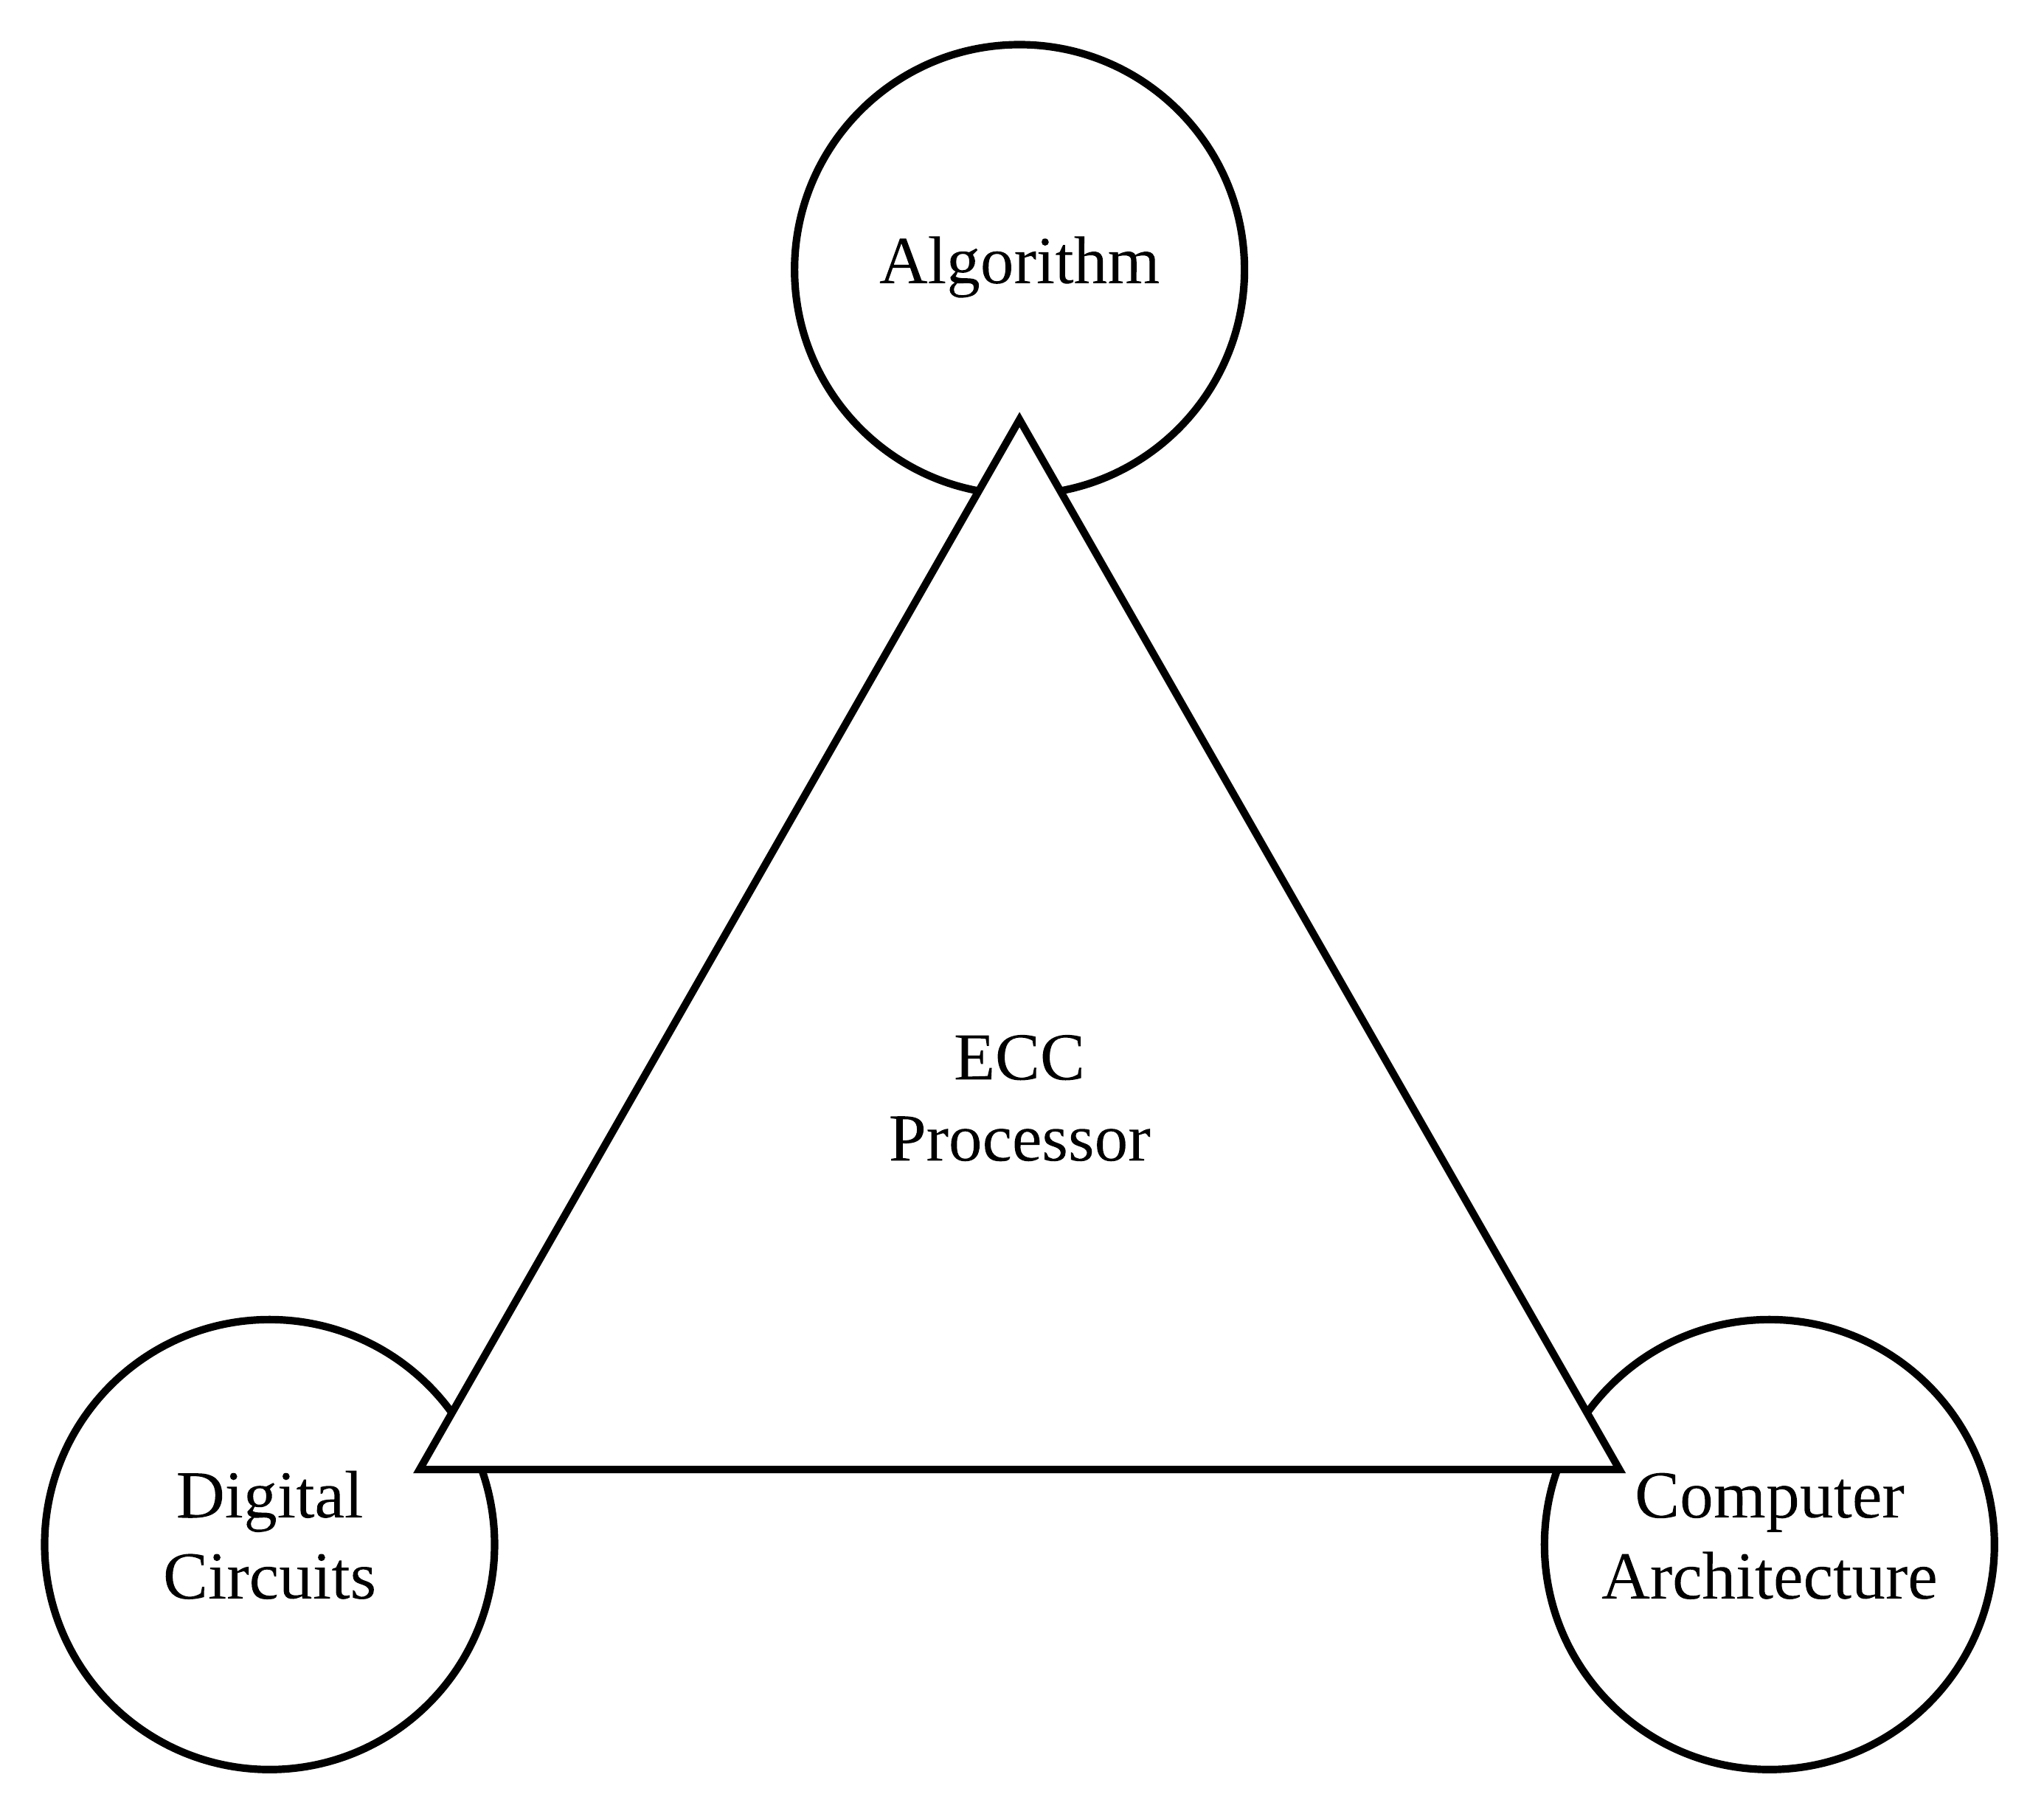 Algorithm
ECC
Processor
Digital
Circuits
Computer
Architecture